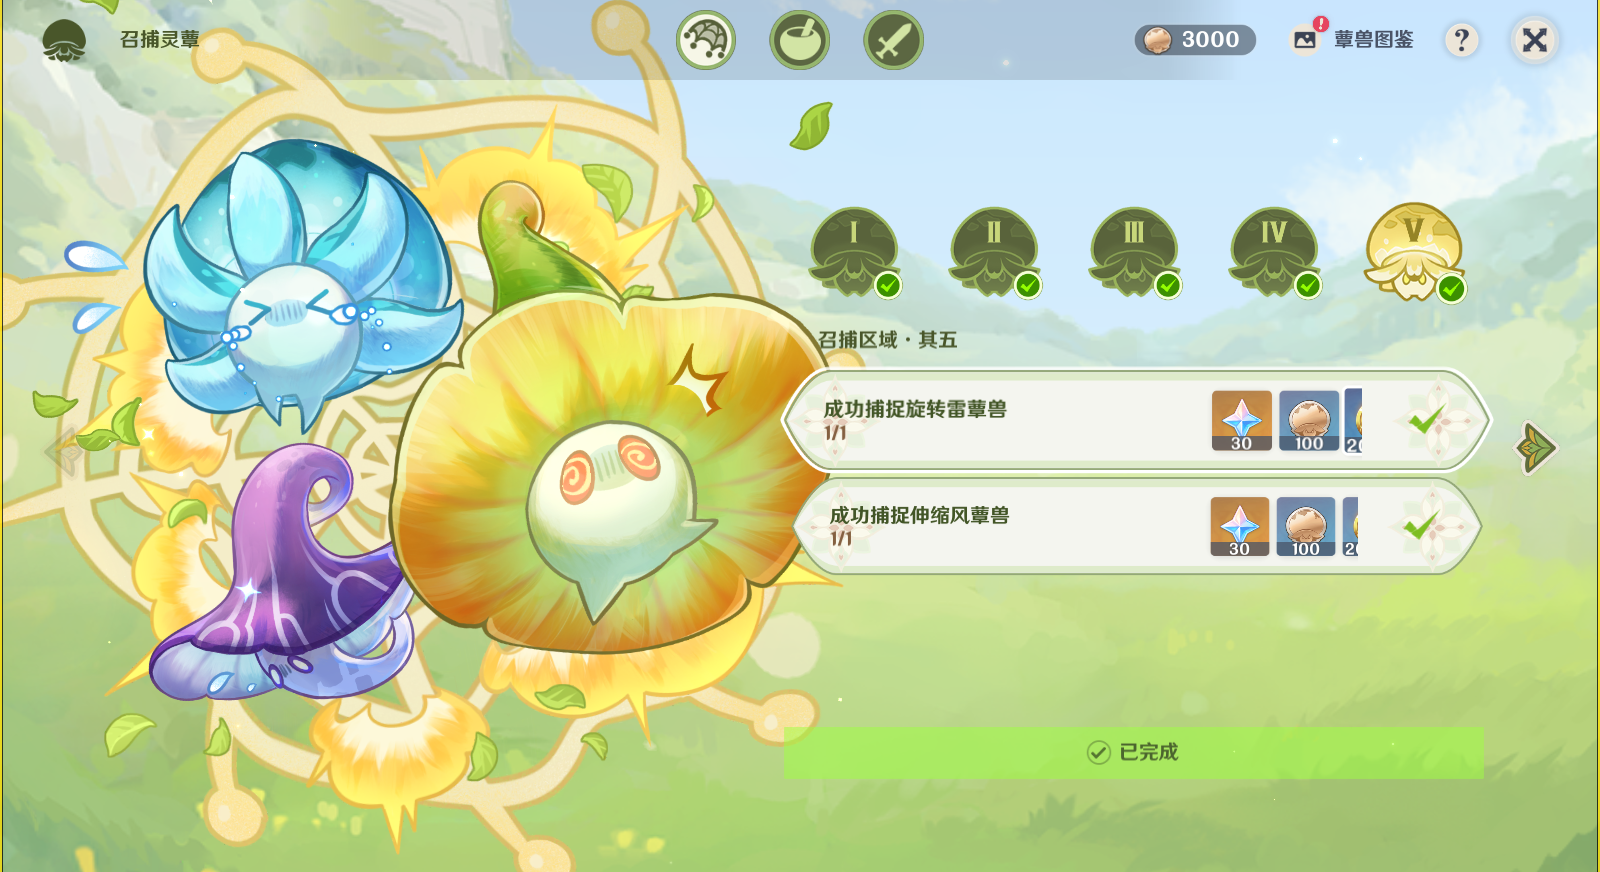 召捕灵蕈
3000
蕈兽图鉴
?
I
II
III
IV
V
召捕区域·其五
成功捕捉旋转雷蕈兽
1/1
30
100
成功捕捉伸缩风蕈兽
1/1
30
100
已完成